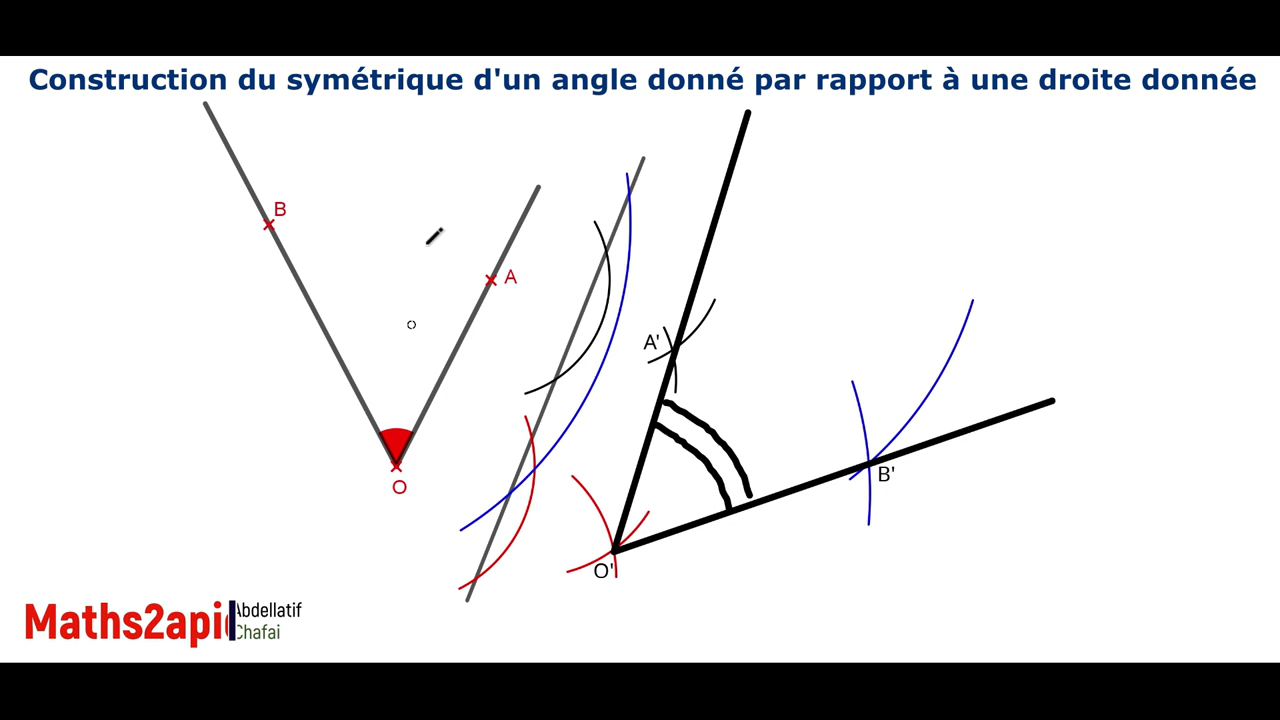 Construction du symétrique d'un angle donné par rapport à une droite donnée
B
A
O
A'
B'
O'
Maths2api
Abdellatif
Chafai